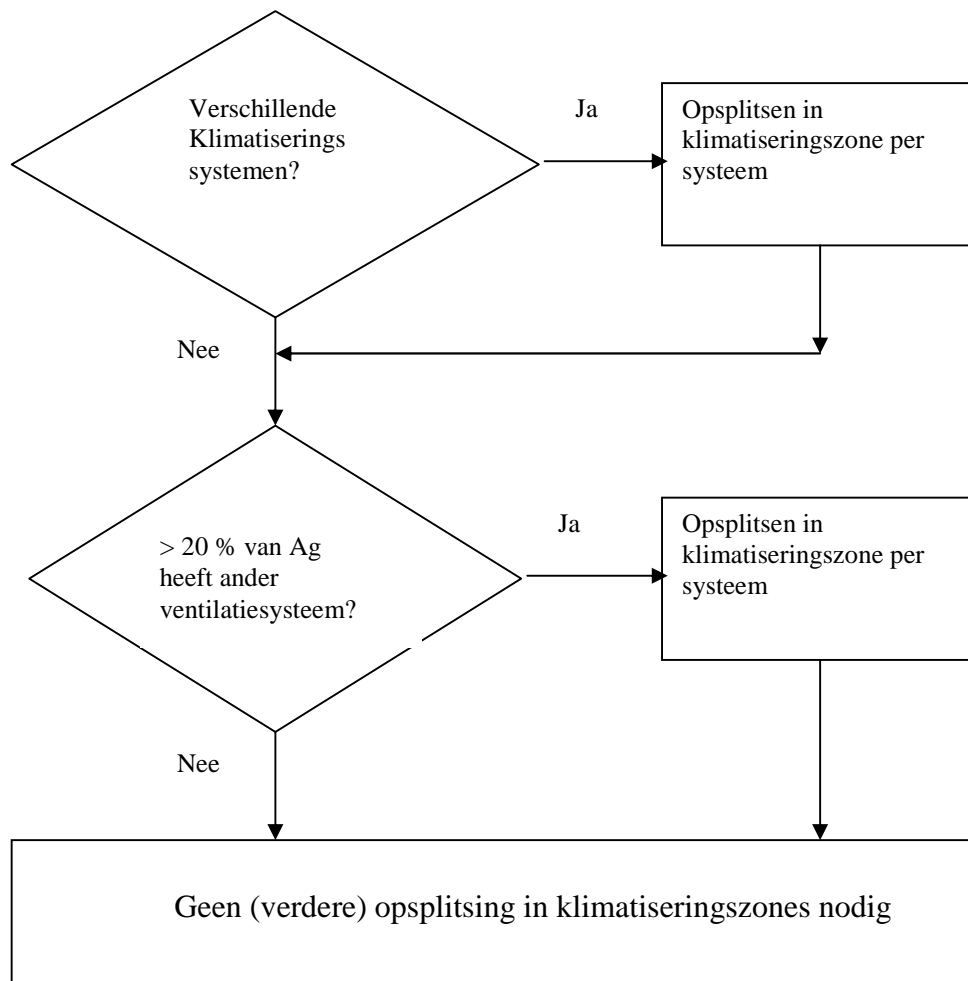 Verschillende
Klimatiserings
systemen?
Ja
Opsplitsen in
klimatiseringszone per
systeem
Nee
> 20 % van Ag
heeft ander
ventilatiesysteem?
Ja
Opsplitsen in
klimatiseringszone per
systeem
Nee
Geen (verdere) opsplitsing in klimatiseringszones nodig